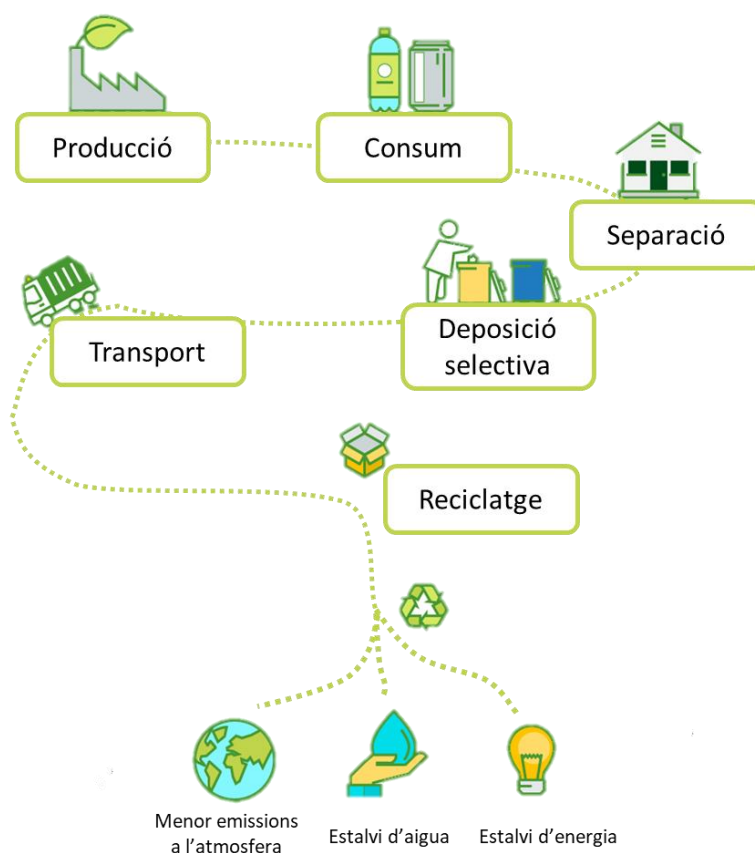 Producció
Consum
Separació
Deposició
selectiva
Transport
Reciclatge
Menor emissions
a l'atmosfera
Estalvi d'aigua
Estalvi d'energia